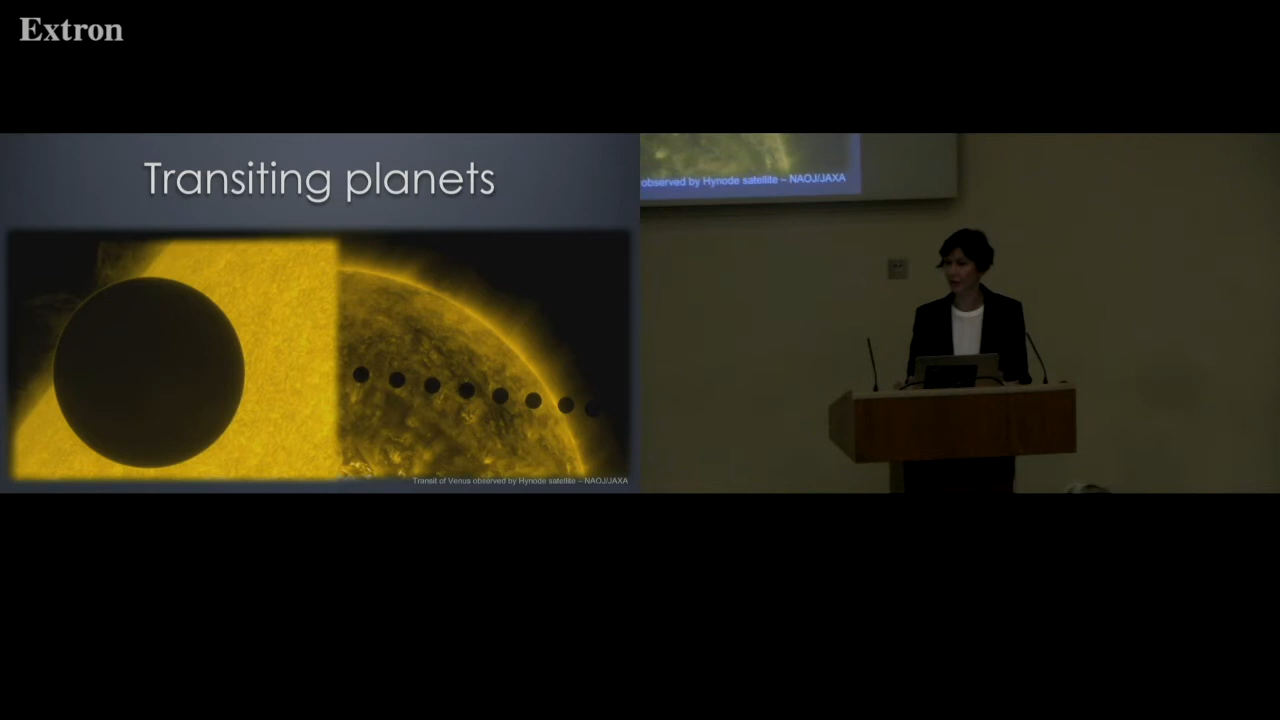 Extron
Transiting planets
Transit of Venus observed by Hynode satellite – NAOJ/JAXA
observed by Hynode satellite – NAOJ/JAXA